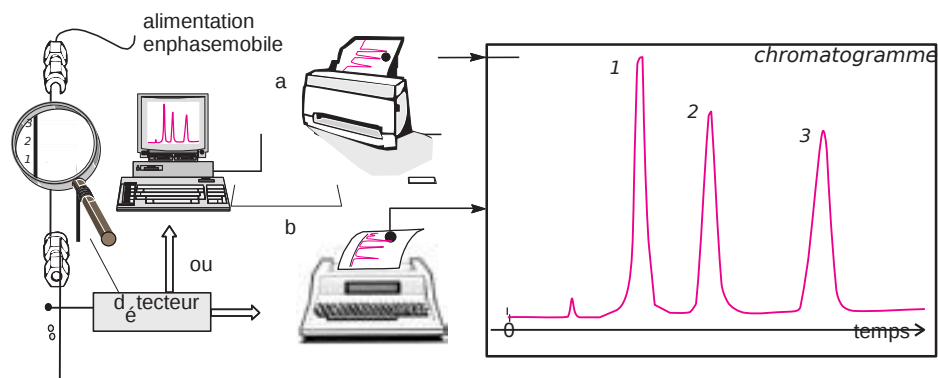 alimentation
enphasemobile
a
3
2
1
b
ou
détecteur
chromatogramme
1
2
3
0
temps